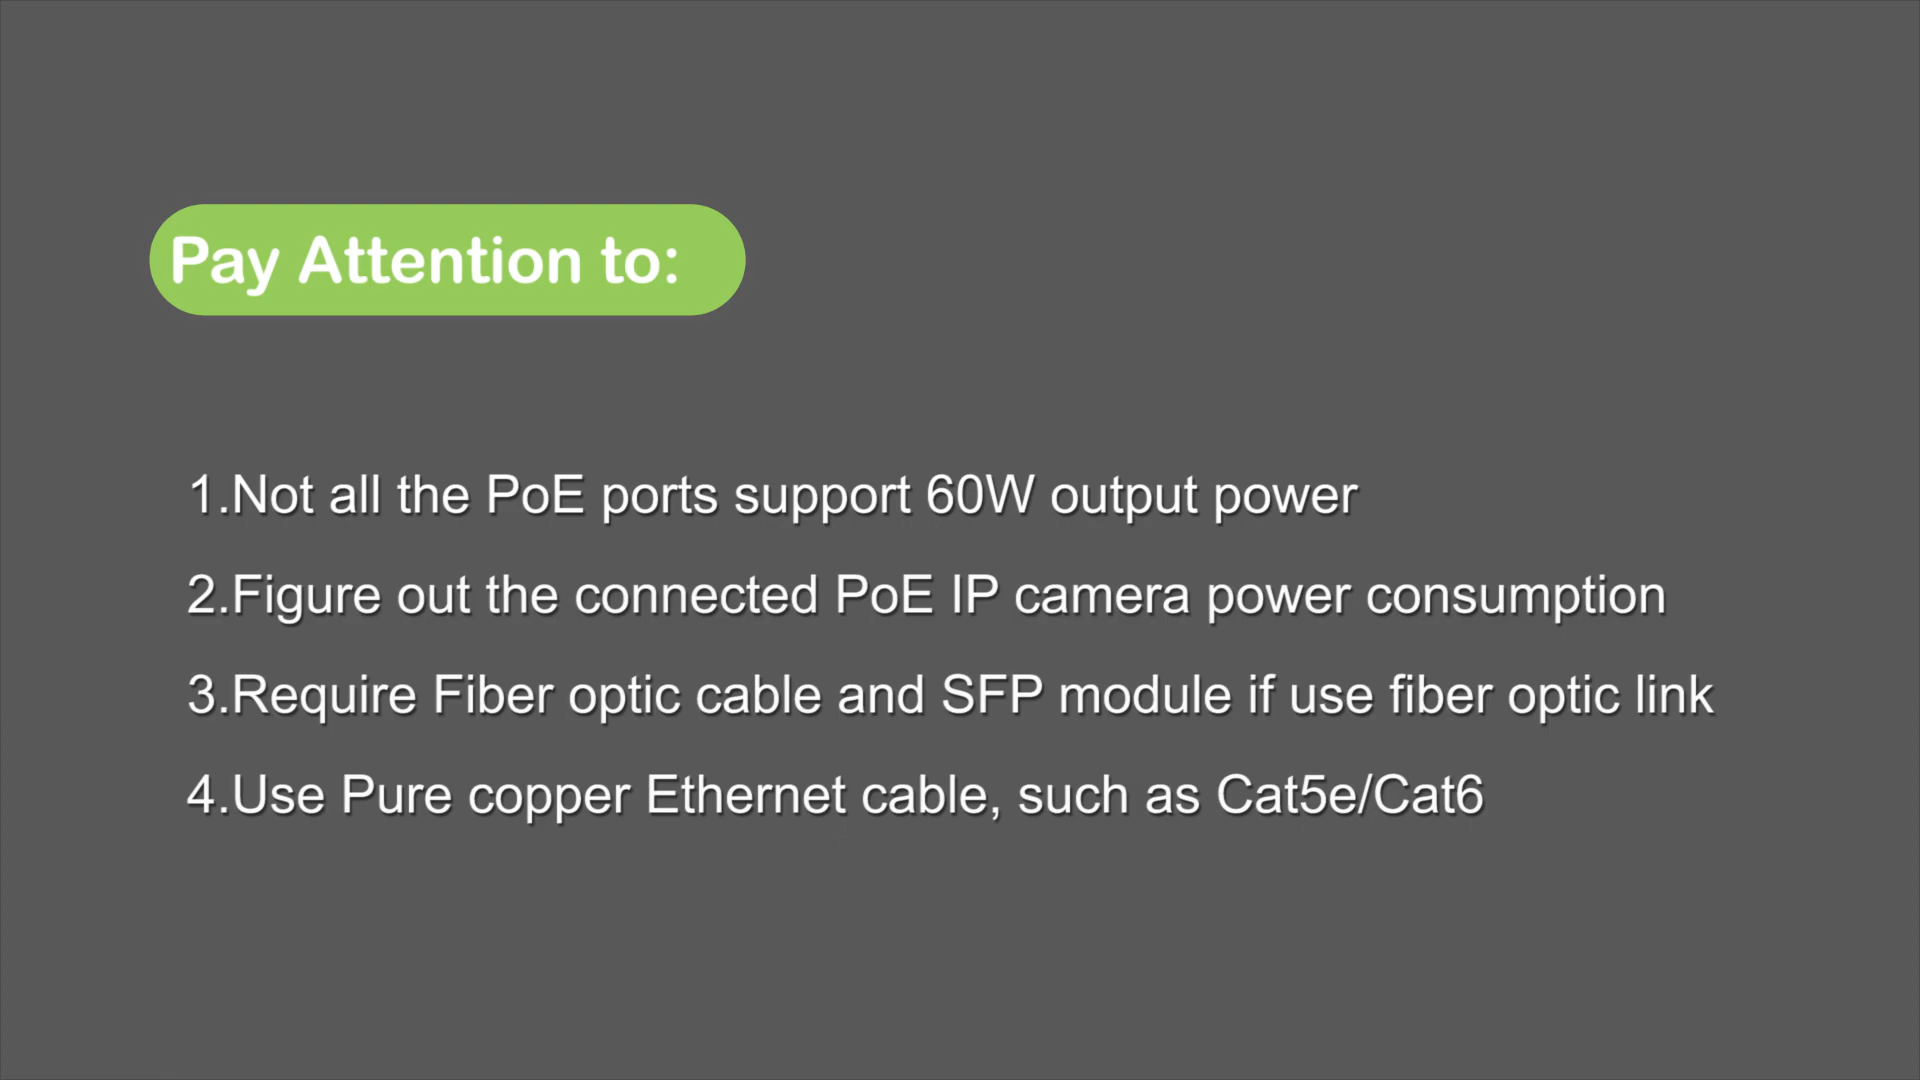 Pay Attention to:
1.Not all the PoE ports support 60W output power
2.Figure out the connected PoE IP camera power consumption
3.Require Fiber optic cable and SFP module if use fiber optic link
4.Use Pure copper Ethernet cable, such as Cat5e/Cat6